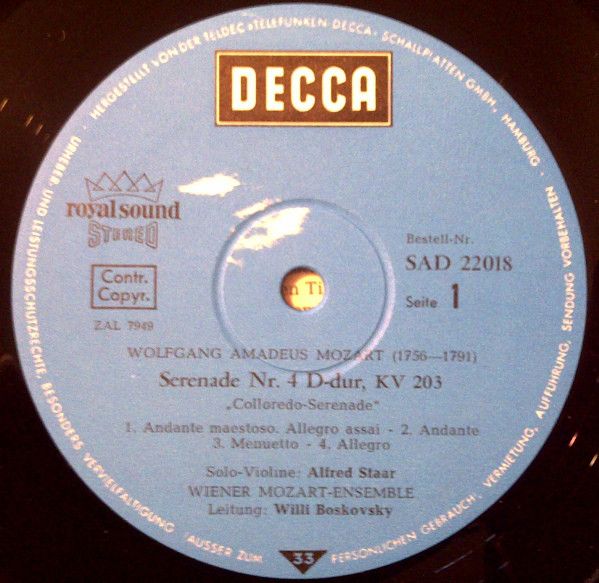 HERGESTELLT VON DER TELDEC »TELEFUNKEN DECCA« SCHALLPLATTEN GMBH, HAMBURG ·
DECCA
royal sound
STEREO
Contr.
Copyr.
ZAL 7949
Bestell-Nr.
SAD 22018
Seite 1
en Ti
WOLFGANG AMADEUS MOZART (1756—1791)
Serenade Nr. 4 D-dur, KV 203
„Colloredo-Serenade“
1. Andante maestoso. Allegro assai - 2. Andante
3. Menuetto - 4. Allegro
Solo-Violine: Alfred Staar
WIENER MOZART-ENSEMBLE
Leitung: Willi Boskovsky
URHEBER- UND LEISTUNGSSCHUTZRECHTE, BESONDERS VERVIELFÄLTIGUNG (AUSSER ZUM
33
PERSÖNLICHEN GEBRAUCH), VERMIETUNG, AUFFÜHRUNG, SENDUNG VORBEHALTEN